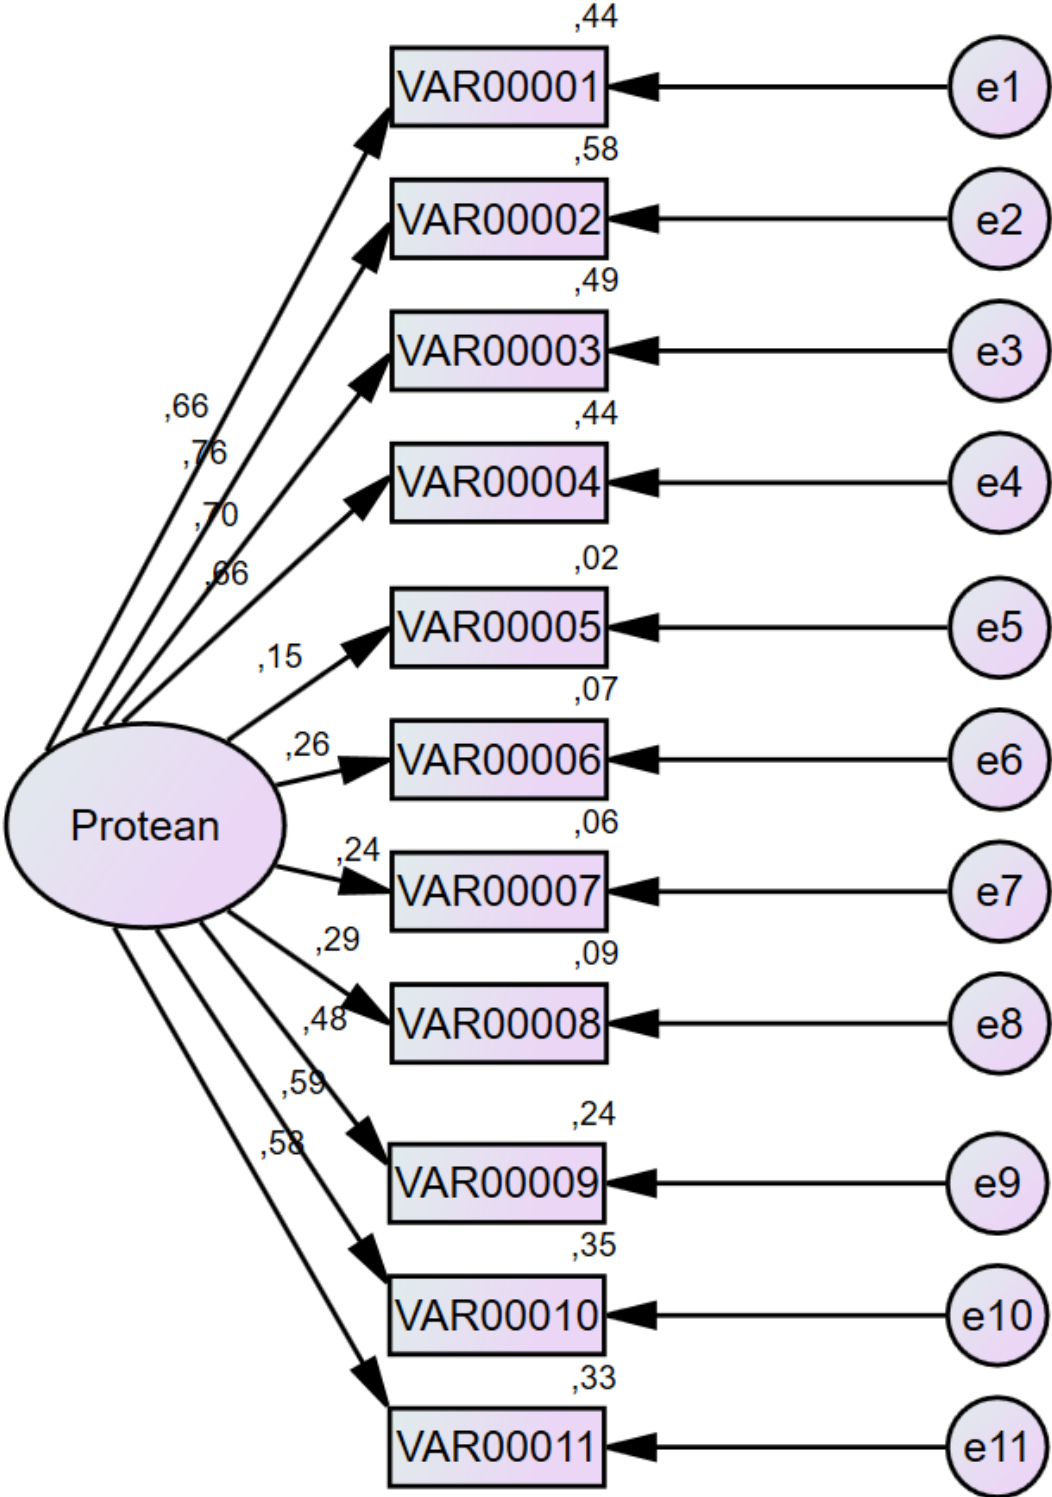 ,44
VAR00001
e1
,58
VAR00002
e2
,49
VAR00003
e3
,44
VAR00004
e4
,02
VAR00005
e5
,07
VAR00006
e6
,06
VAR00007
e7
,09
VAR00008
e8
,24
VAR00009
e9
,35
VAR00010
e10
,33
VAR00011
e11
,66
,76
,70
,66
,15
,26
Protean
,24
,29
,48
,59
,58